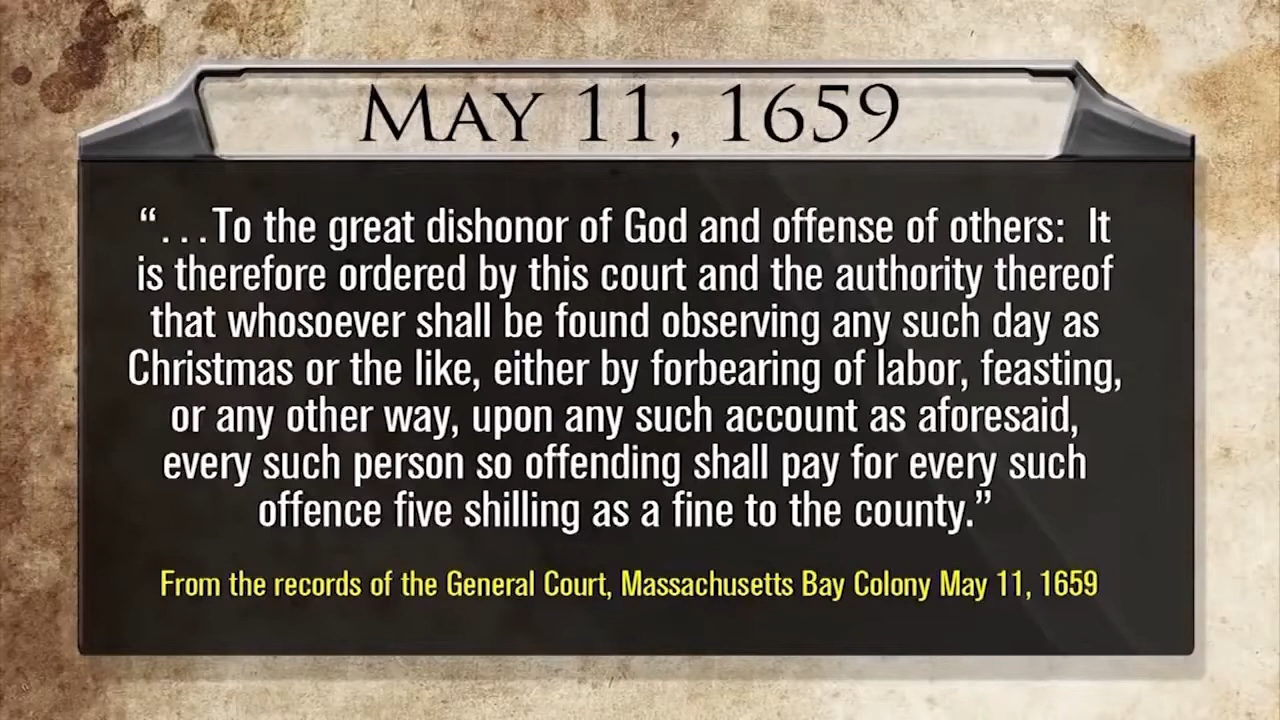 MAY 11, 1659
“...To the great dishonor of God and offense of others:  It
is therefore ordered by this court and the authority thereof
that whosoever shall be found observing any such day as
Christmas or the like, either by forbearing of labor, feasting,
or any other way, upon any such account as aforesaid,
every such person so offending shall pay for every such
offence five shilling as a fine to the county.”
From the records of the General Court, Massachusetts Bay Colony May 11, 1659